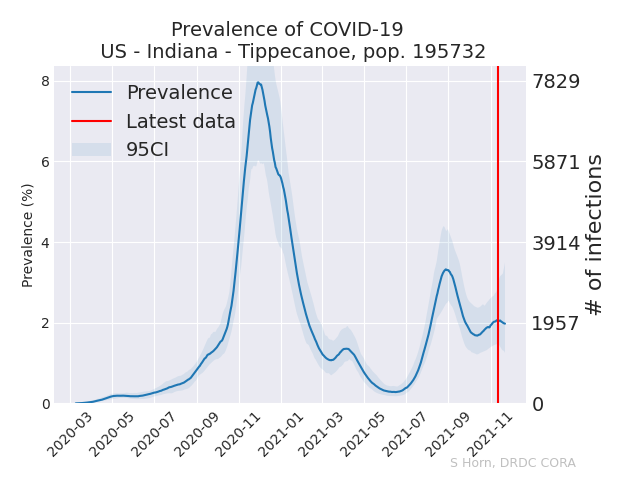 Prevalence of COVID-19
US - Indiana - Tippecanoe, pop. 195732
Prevalence
Latest data
95CI
Prevalence (%)
8
6
4
2
0
7829
5871
3914
1957
0
# of infections
2020-03
2020-05
2020-07
2020-09
2020-11
2021-01
2021-03
2021-05
2021-07
2021-09
2021-11
S Horn, DRDC CORA